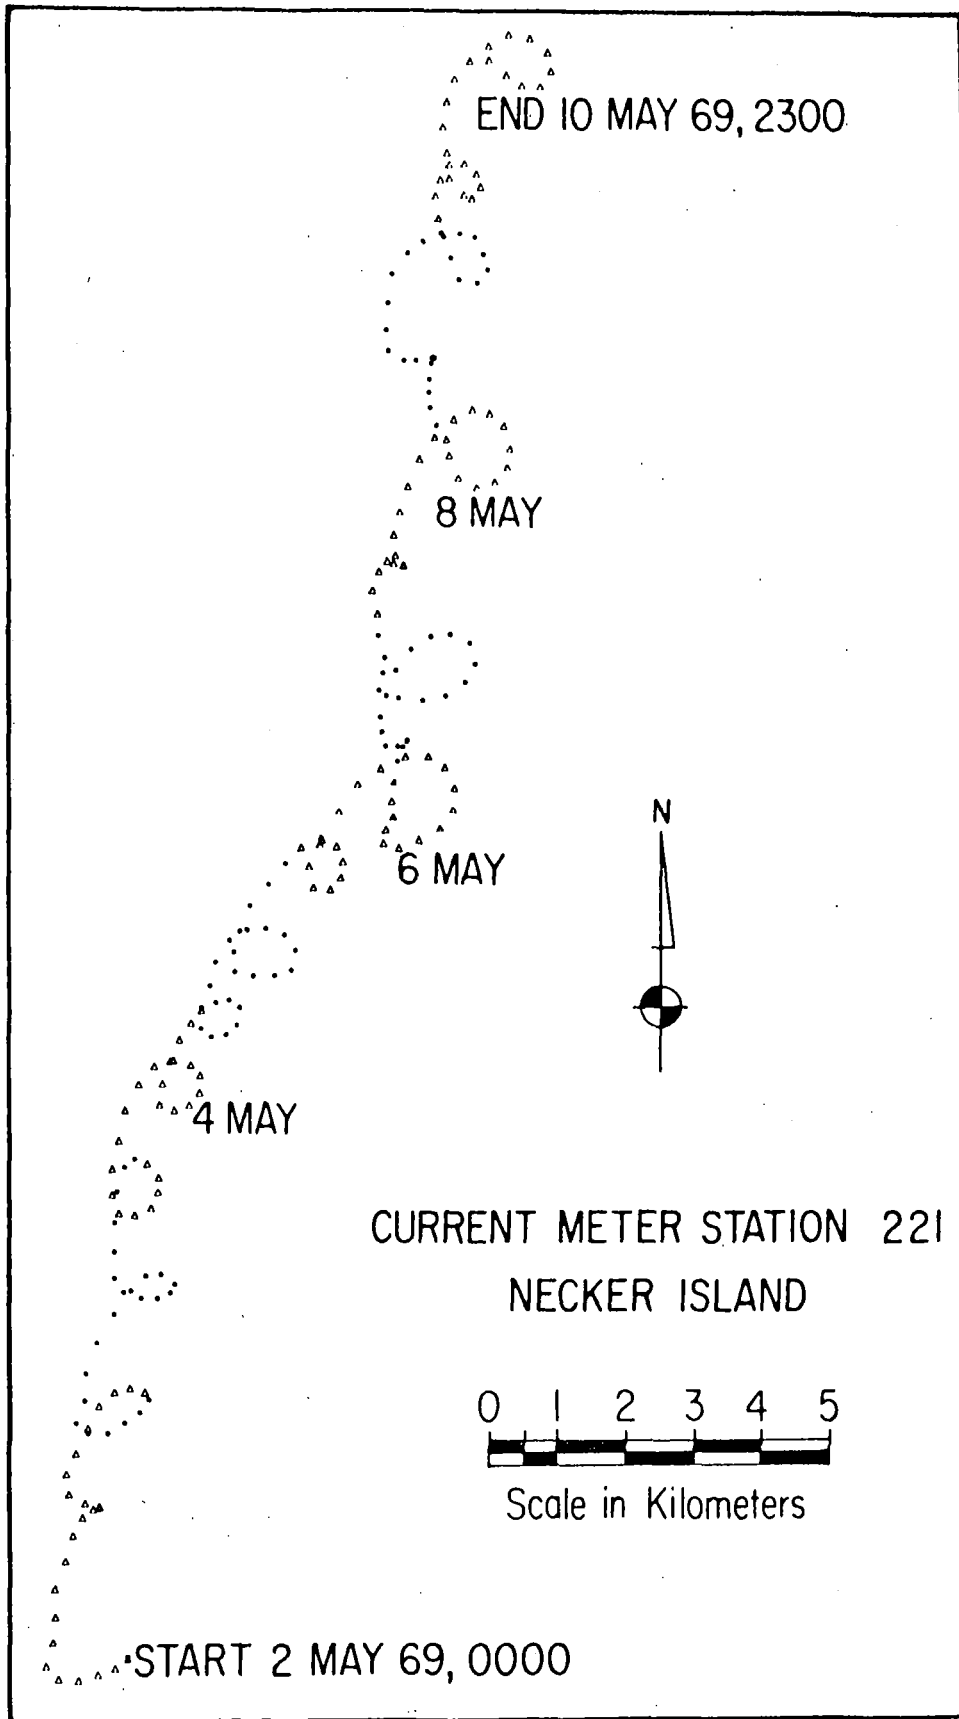 END 10 MAY 69, 2300
8 MAY
6 MAY
N
4 MAY
CURRENT METER STATION 221
NECKER ISLAND
0 1 2 3 4 5
Scale in Kilometers
START 2 MAY 69, 0000